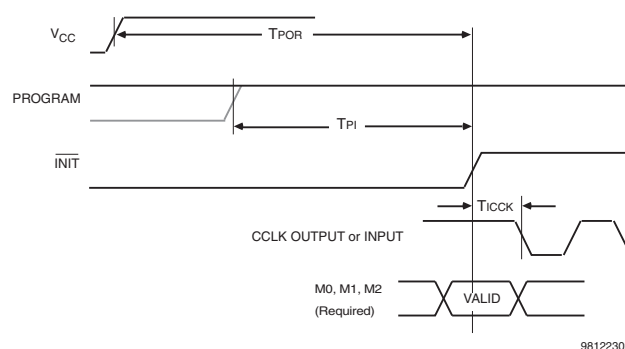 VCC
TPOR
PROGRAM
TPI
INIT
TICCK
CCLK OUTPUT or INPUT
M0, M1, M2
(Required)
VALID
9812230